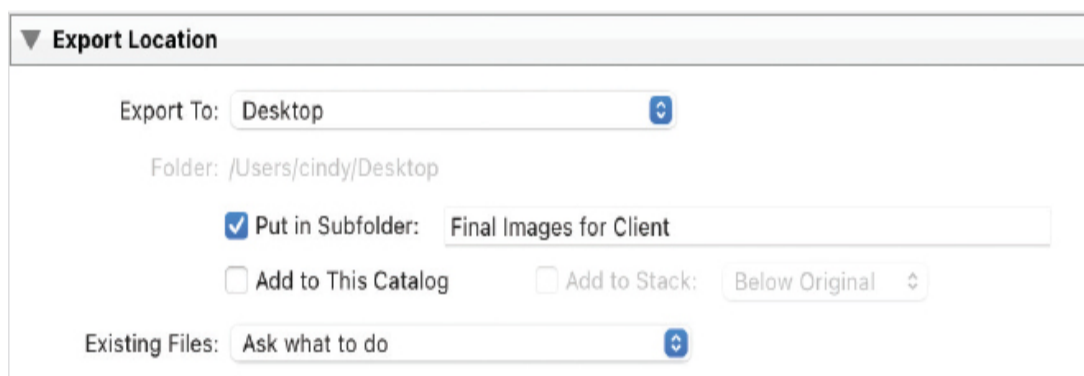 Export Location
Export To: Desktop
Folder: /Users/cindy/Desktop
Put in Subfolder: Final Images for Client
Add to This Catalog Add to Stack: Below Original
Existing Files: Ask what to do